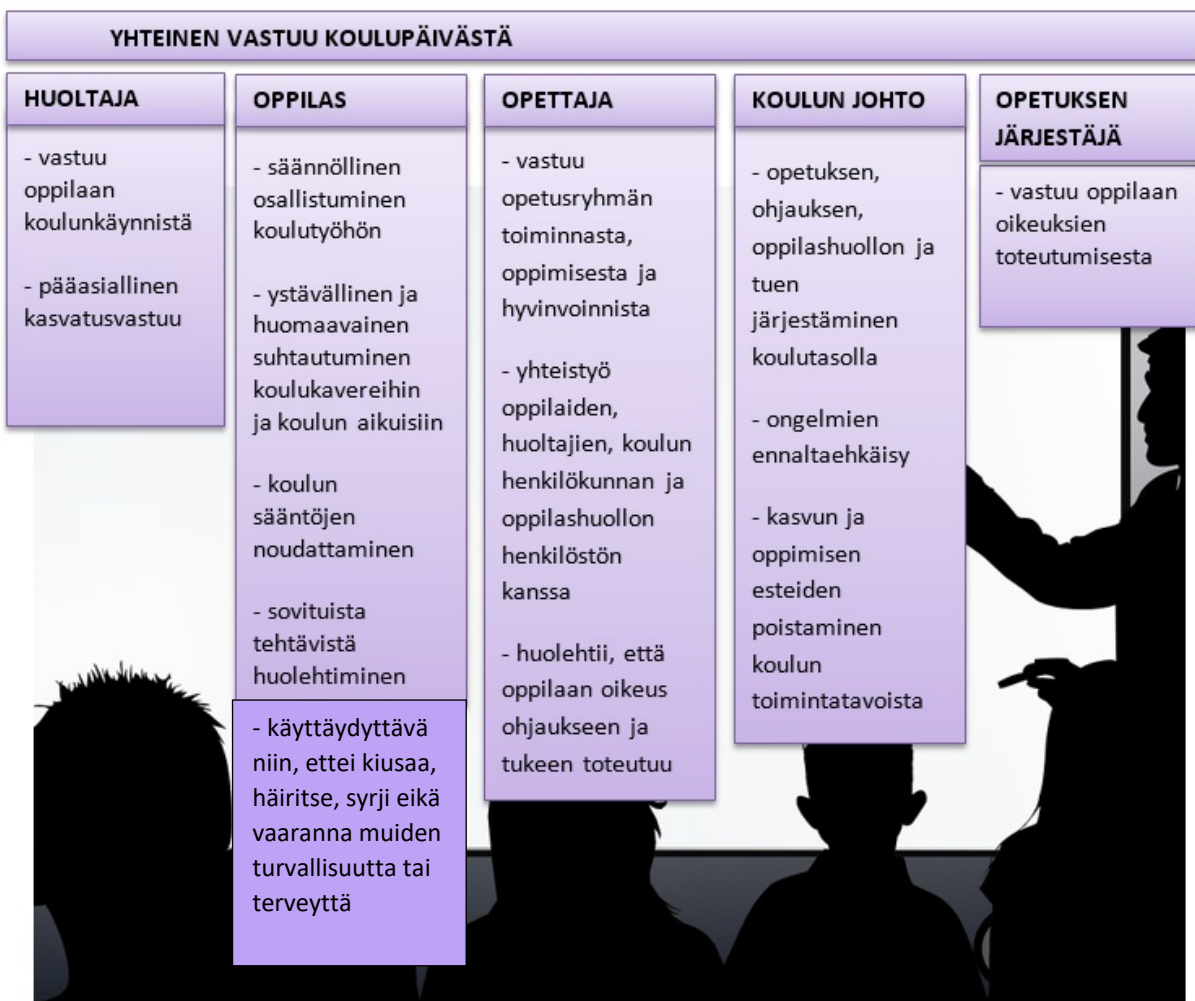 YHTEINEN VASTUU KOULUPÄIVÄSTÄ
HUOLTAJA
- vastuu
oppilaan
koulunkäynnistä
- pääasiallinen
kasvatusvastuu
OPPILAS
- säännöllinen
osallistuminen
koulutyöhön
- ystävällinen ja
huomaavainen
suhtautuminen
koulukavereihin
ja koulun aikuisiin
- koulun
sääntöjen
noudattaminen
- sovituista
tehtävistä
huolehtiminen
- käyttäydyttävä
niin, ettei kiusaa,
häiritse, syrji eikä
vaaranna muiden
turvallisuutta tai
terveyttä
OPETTAJA
- vastuu
opetusryhmän
toiminnasta,
oppimisesta ja
hyvinvoinnista
- yhteistyö
oppilaiden,
huoltajien, koulun
henkilökunnan ja
oppilashuollon
henkilöstön
kanssa
- huolehtii, että
oppilaan oikeus
ohjaukseen ja
tukeen toteutuu
KOULUN JOHTO
- opetuksen,
ohjauksen,
oppilashuollon ja
tuen
järjestäminen
koulutasolla
- ongelmien
ennaltaehkäisy
- kasvun ja
oppimisen
esteiden
poistaminen
koulun
toimintatavoista
OPETUKSEN
JÄRJESTÄJÄ
- vastuu oppilaan
oikeuksien
toteutumisesta